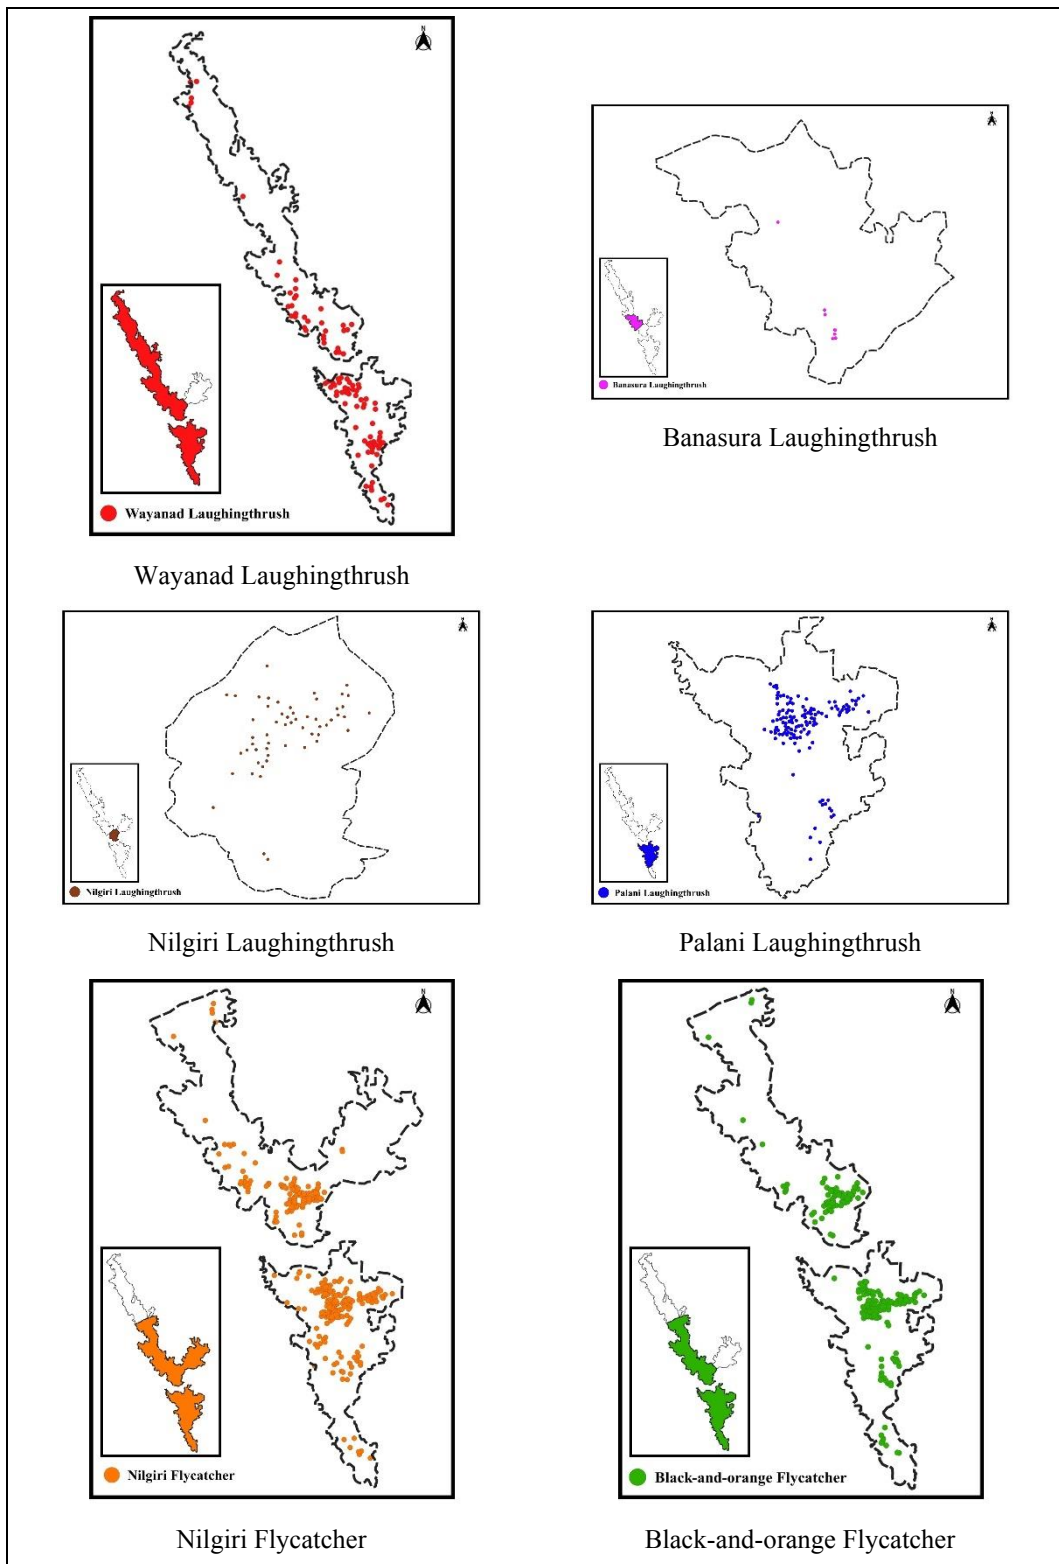 N
Wayanad Laughingthrush
Wayanad Laughingthrush
N
Banasura Laughingthrush
Banasura Laughingthrush
N
Nilgiri Laughingthrush
Nilgiri Laughingthrush
N
Palani Laughingthrush
Palani Laughingthrush
N
Nilgiri Flycatcher
Nilgiri Flycatcher
N
Black-and-orange Flycatcher
Black-and-orange Flycatcher